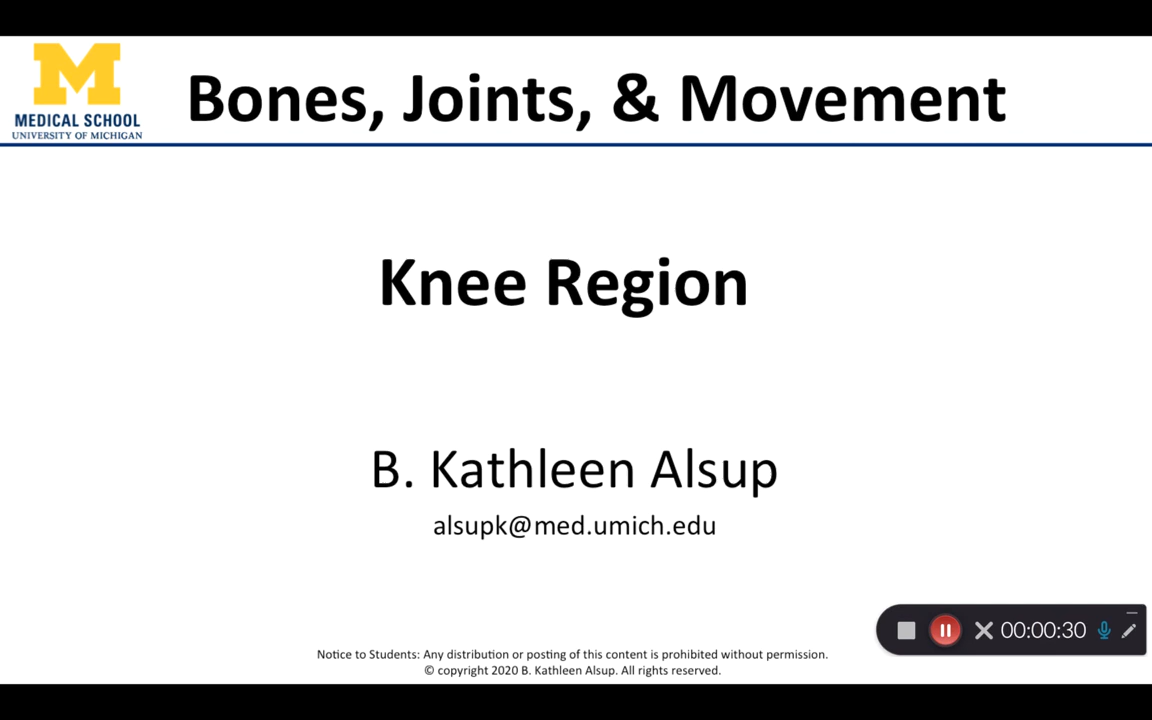 M
MEDICAL SCHOOL
UNIVERSITY OF MICHIGAN
Bones, Joints, & Movement
Knee Region
B. Kathleen Alsup
alsupk@med.umich.edu
00:00:30
Notice to Students: Any distribution or posting of this content is prohibited without permission.
© copyright 2020 B. Kathleen Alsup. All rights reserved.